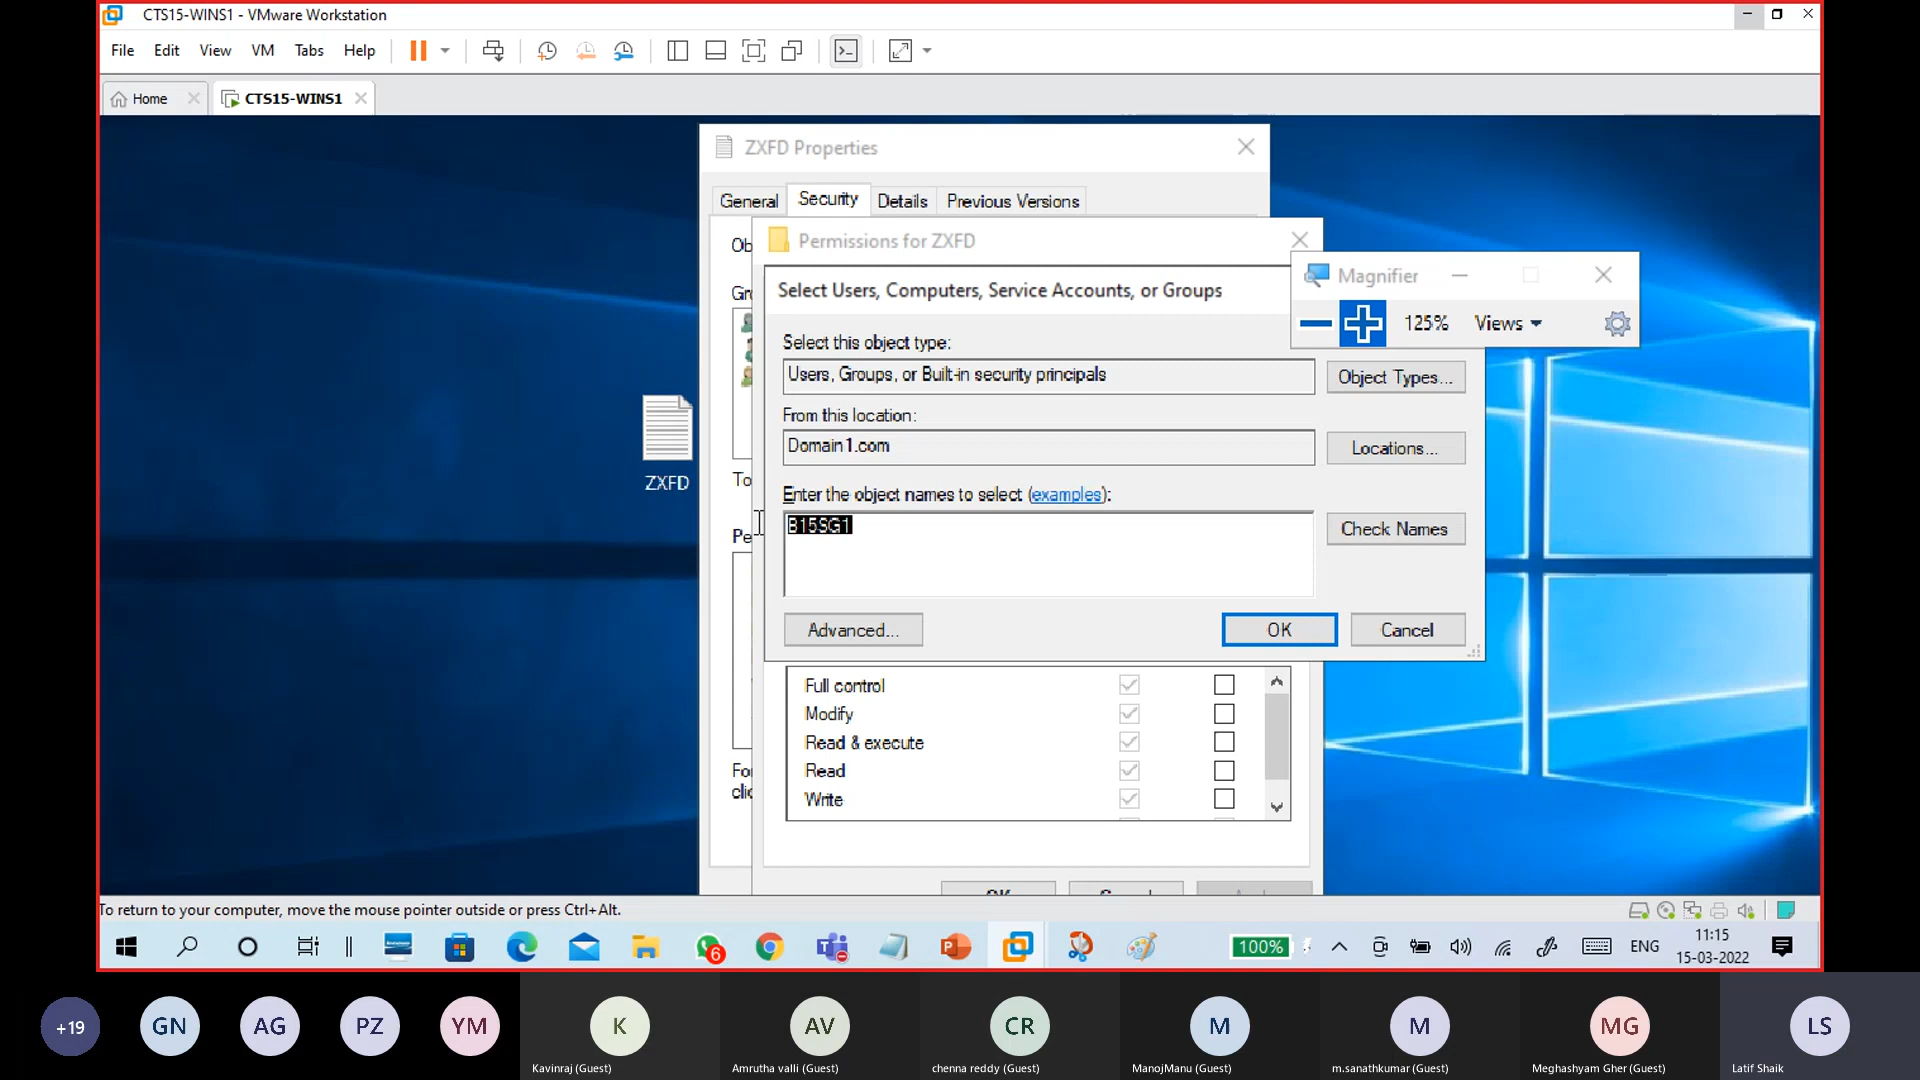 CTS15-WINS1 - VMware Workstation
File Edit View VM Tabs Help
Home CTS15-WINS1
ZXFD Properties
General Security Details Previous Versions
Permissions for ZXFD
Magnifier
Select Users, Computers, Service Accounts, or Groups
125% Views
Select this object type:
Users, Groups, or Built-in security principals
Object Types...
From this location:
Domain1.com
Locations...
ZXFD
Enter the object names to select (examples):
B15SG1
Check Names
Advanced... OK Cancel
Full control
Modify
Read & execute
Read
Write
To return to your computer, move the mouse pointer outside or press Ctrl+Alt.
6
100%
ENG
11:15
15-03-2022
+19 GN AG PZ YM K AV CR M M MG LS
Kavinraj (Guest) Amrutha valli (Guest) chenna reddy (Guest) ManojManu (Guest) m.sanathkumar (Guest) Meghashyam Gher (Guest) Latif Shaik